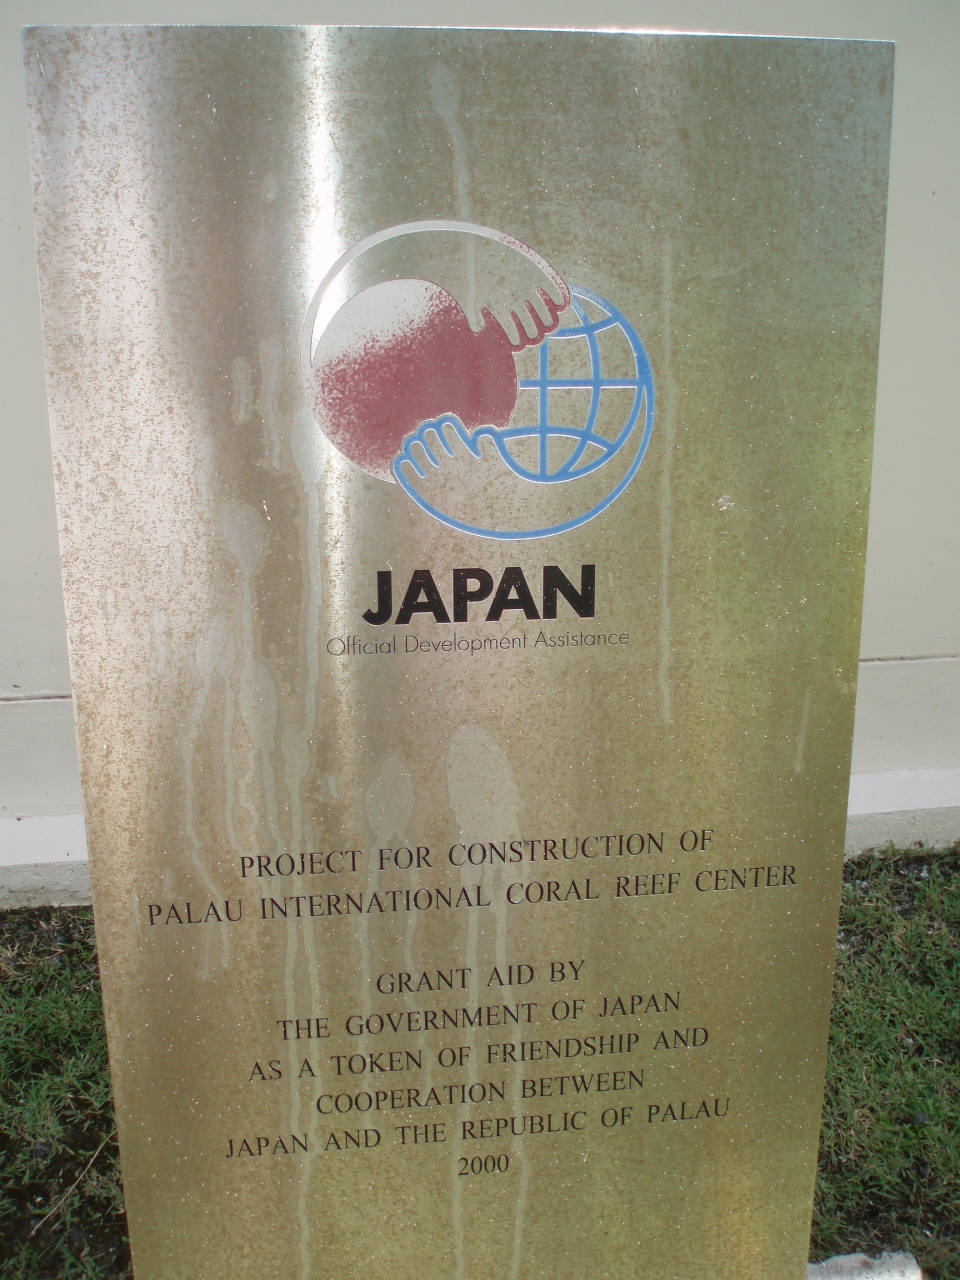 JAPAN
Official Development Assistance
PROJECT FOR CONSTRUCTION OF
PALAU INTERNATIONAL CORAL REEF CENTER
GRANT AID BY
THE GOVERNMENT OF JAPAN
AS A TOKEN OF FRIENDSHIP AND
COOPERATION BETWEEN
JAPAN AND THE REPUBLIC OF PALAU
2000